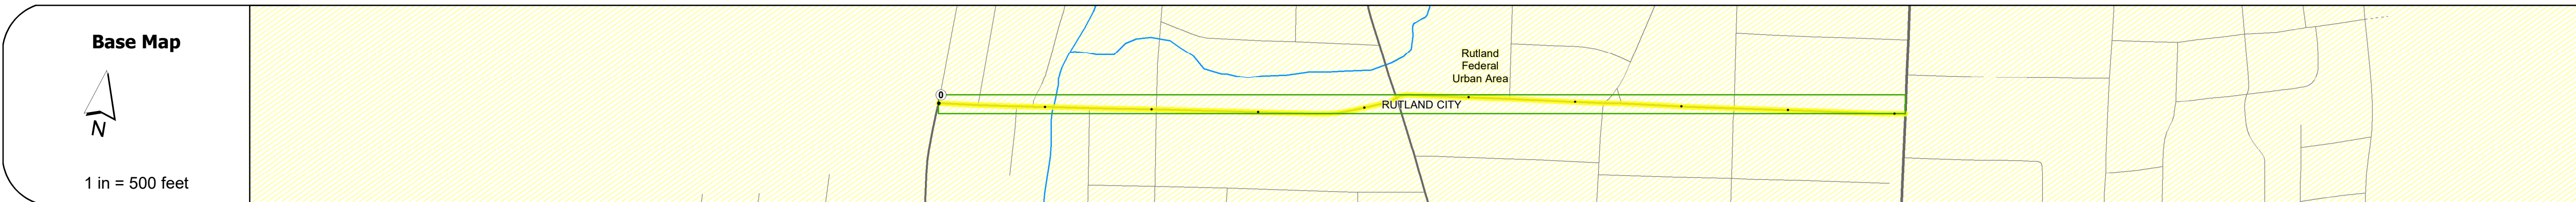 Base Map
N
1 in = 500 feet
0
Rutland
Federal
Urban Area
RUTLAND CITY